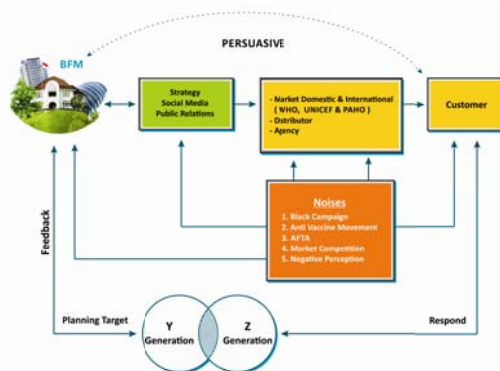 PERSUASIVE
BFM
Strategy
Social Media
Public Relations
- Market Domestic & International
( WHO, UNICEF & PAHO )
- Dstributor
- Agency
Customer
Noises
1. Black Campaign
2. Anti Vaccine Movement
3. AFTA
4. Market Competition
5. Negative Perception
Feedback
Planning Target
Y
Generation
Z
Generation
Respond